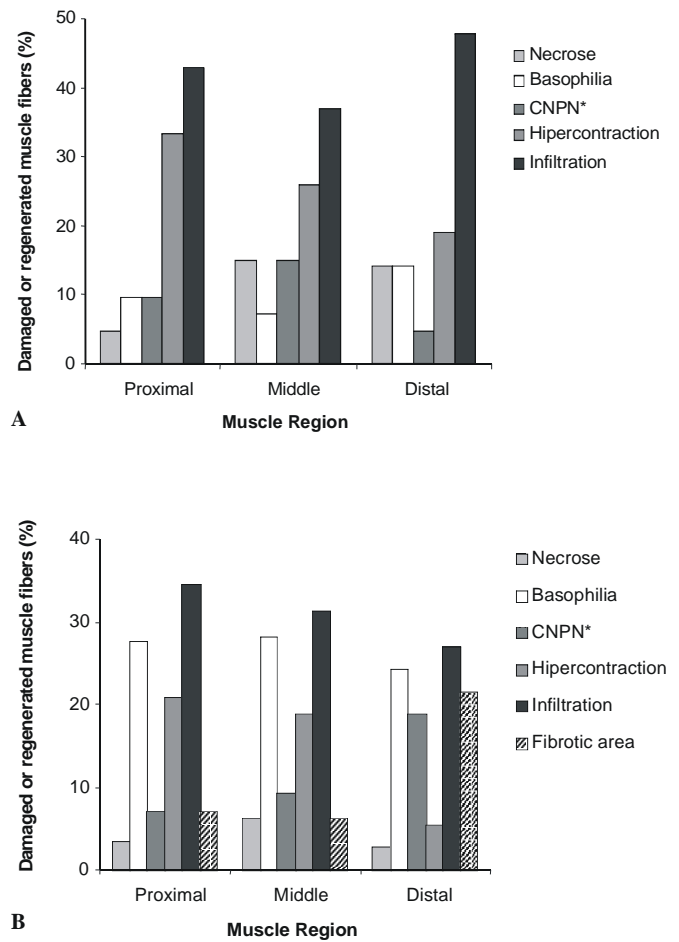 Damaged or regenerated muscle fibers (%)
50
40
30
20
10
0
Proximal Middle Distal
Muscle Region
Necrose
Basophilia
CNPN*
Hipercontraction
Infiltration
A
Damaged or regenerated muscle fibers (%)
40
30
20
10
0
Proximal Middle Distal
Muscle Region
Necrose
Basophilia
CNPN*
Hipercontraction
Infiltration
Fibrotic area
B